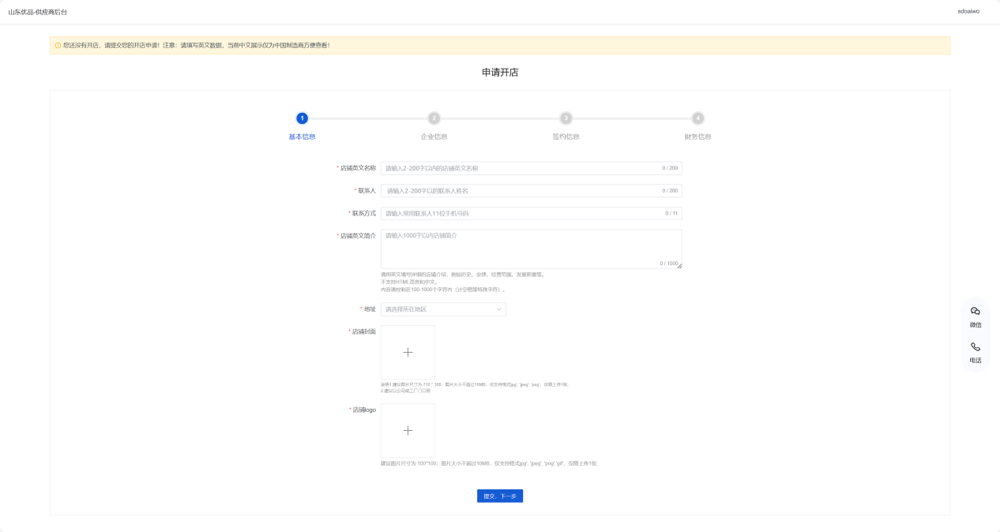 山东优品-供应商后台
sdoaiwo
您还没有开店，请提交您的开店申请！注意：请填写英文数据，当前中文展示仅为中国制造商方便查看！
申请开店
1
2
3
4
基本信息
企业信息
签约信息
财务信息
* 店铺英文名称
请输入2-200字以内的店铺英文名称
0 / 200
* 联系人
请输入2-200字以的联系人姓名
0 / 200
* 联系方式
请输入常用联系人11位手机号码
0 / 11
* 店铺英文简介
请输入1000字以内店铺简介
0 / 1000
请用英文填写详细的店铺介绍，例如历史、业绩、经营范围、发展前景等。
不支持HTML语言和中文。
内容请控制在100-1000个字符内（计空格等特殊字符）。
* 地址
请选择所在地区
* 店铺封面
说明1.建议图片尺寸为 710 * 300；图片大小不超过10MB，仅支持格式jpg', 'jpeg', 'png'，仅限上传1张;
2.建议以公司或工厂门口照
* 店铺logo
建议图片尺寸为 100*100；图片大小不超过10MB，仅支持格式jpg', 'jpeg', 'png','gif'，仅限上传1张,
提交，下一步
微信
电话